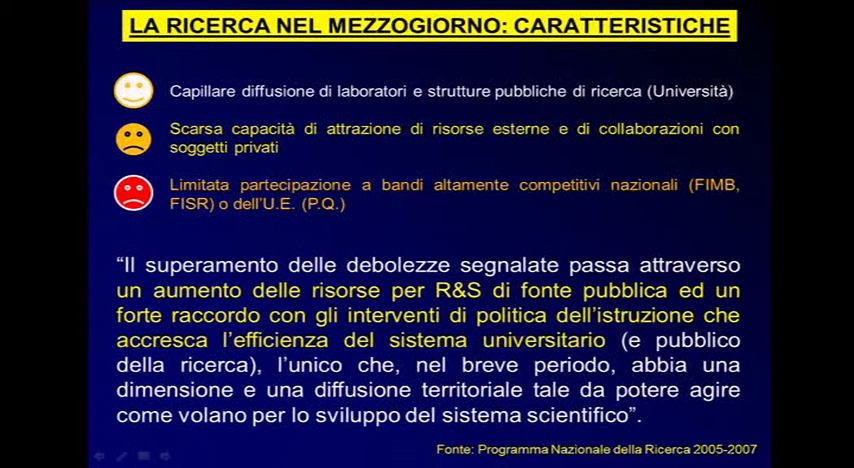 LA RICERCA NEL MEZZOGIORNO: CARATTERISTICHE
Capillare diffusione di laboratori e strutture pubbliche di ricerca (Università)
Scarsa capacità di attrazione di risorse esterne e di collaborazioni con
soggetti privati
Limitata partecipazione a bandi altamente competitivi nazionali (FIMB,
FISR) o dell’U.E. (P.Q.)
“Il superamento delle debolezze segnalate passa attraverso
un aumento delle risorse per R&S di fonte pubblica ed un
forte raccordo con gli interventi di politica dell’istruzione che
accresca l’efficienza del sistema universitario (e pubblico
della ricerca), l’unico che, nel breve periodo, abbia una
dimensione e una diffusione territoriale tale da potere agire
come volano per lo sviluppo del sistema scientifico”.
Fonte: Programma Nazionale della Ricerca 2005-2007